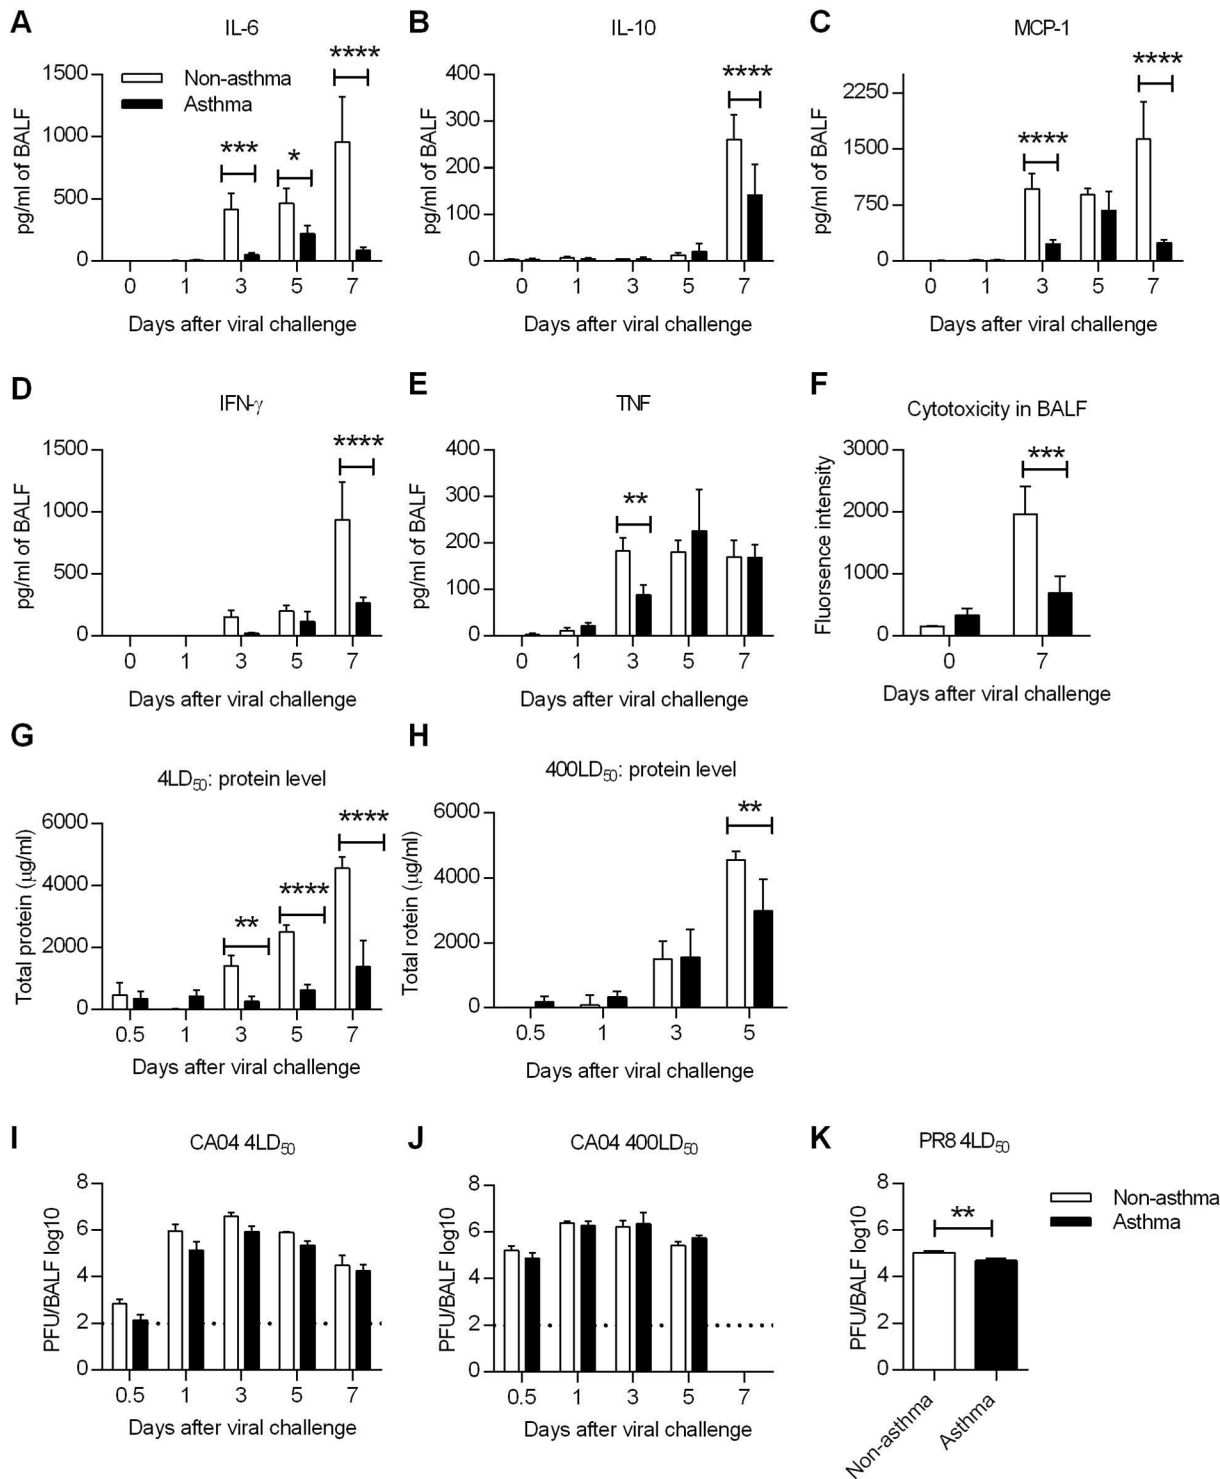 A
IL-6
****
1500
Non-asthma
Asthma
1000
***
*
500
0
pg/ml of BALF
0 1 3 5 7
Days after viral challenge
B
IL-10
****
400
300
200
100
0
pg/ml of BALF
0 1 3 5 7
Days after viral challenge
C
MCP-1
****
2250
****
1500
750
0
pg/ml of BALF
0 1 3 5 7
Days after viral challenge
D
IFN-γ
****
1500
1000
500
0
pg/ml of BALF
0 1 3 5 7
Days after viral challenge
E
TNF
400
**
300
200
100
0
pg/ml of BALF
0 1 3 5 7
Days after viral challenge
F
Cytotoxicity in BALF
***
3000
2000
1000
0
Fluorsence intensity
0 7
Days after viral challenge
G
4LD50: protein level
****
6000
****
4000
**
2000
0
Total protein (μg/ml)
0.5 1 3 5 7
Days after viral challenge
H
400LD50: protein level
**
6000
4000
2000
0
Total rotein (μg/ml)
0.5 1 3 5
Days after viral challenge
I
CA04 4LD50
8
6
4
2
0
PFU/BALF log10
0.5 1 3 5 7
Days after viral challenge
J
CA04 400LD50
8
6
4
2
0
PFU/BALF log10
0.5 1 3 5 7
Days after viral challenge
K
PR8 4LD50
8
**
6
4
2
0
PFU/BALF log10
Non-asthma
Asthma
Non-asthma
Asthma